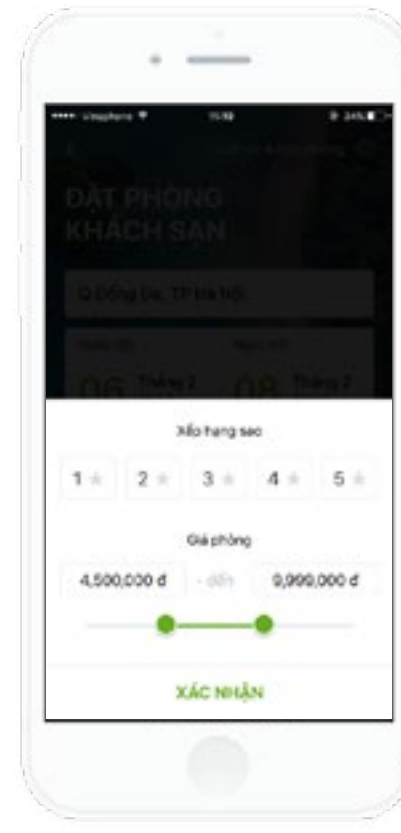 vinaphone
ĐẶT PHÒNG
KHÁCH SẠN
Q Đống Đa, TP Hà Nội
06 Tháng 2 08 Tháng 2
Xếp hạng sao
1 ★ 2 ★ 3 ★ 4 ★ 5 ★
Giá phòng
4,500,000 đ - đến 9,999,000 đ
XÁC NHẬN